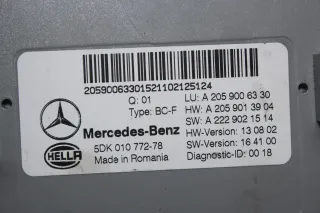 20590063301521102125124
Q: 01
LU: A 205 900 63 30
Type: BC-F
HW: A 205 901 39 04
SW: A 222 902 15 14
Mercedes-Benz
HW-Version: 13 08 02
HELLA
5DK 010 772-78
SW-Version: 16 41 00
Made in Romania
Diagnostic-ID: 00 18